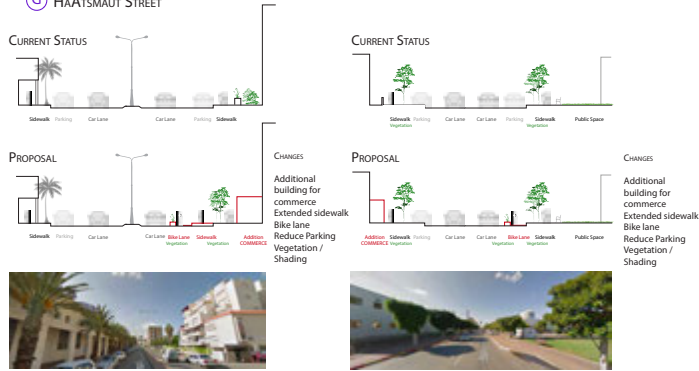 G HAATSMAUT STREET
CURRENT STATUS
Sidewalk Parking Car Lane Car Lane Parking Sidewalk
PROPOSAL
Sidewalk Parking Car Lane Car Lane Bike Lane Sidewalk Addition
Vegetation Vegetation COMMERCE
CHANGES
Additional
building for
commerce
Extended sidewalk
Bike lane
Reduce Parking
Vegetation /
Shading
CURRENT STATUS
Sidewalk Parking Car Lane Car Lane Parking Sidewalk Public Space
Vegetation Vegetation
PROPOSAL
Addition Sidewalk Parking Car Lane Car Lane Bike Lane Sidewalk Public Space
COMMERCE Vegetation Vegetation Vegetation
CHANGES
Additional
building for
commerce
Extended sidewalk
Bike lane
Reduce Parking
Vegetation /
Shading